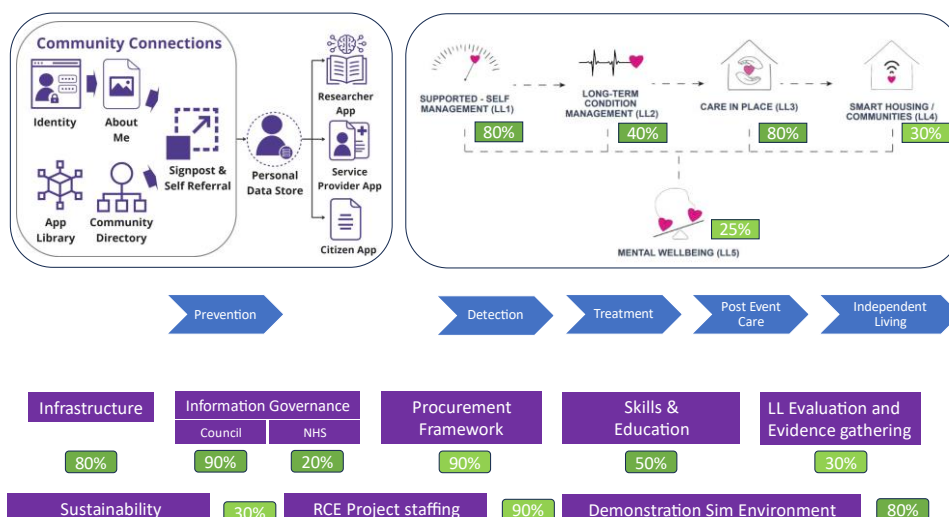 Community Connections
Identity
About
Me
App
Library
Community
Directory
Signpost &
Self Referral
Personal
Data Store
Researcher
App
Service
Provider App
Citizen App
SUPPORTED - SELF
MANAGEMENT (LL1)
80%
LONG-TERM
CONDITION
MANAGEMENT (LL2)
40%
CARE IN PLACE (LL3)
80%
SMART HOUSING /
COMMUNITIES (LL4)
30%
25%
MENTAL WELLBEING (LL5)
Prevention
Detection
Treatment
Post Event
Care
Independent
Living
Infrastructure
80%
Information Governance
Council
NHS
90%
20%
Procurement
Framework
90%
Skills &
Education
50%
LL Evaluation and
Evidence gathering
30%
Sustainability
30%
RCE Project staffing
90%
Demonstration Sim Environment
80%